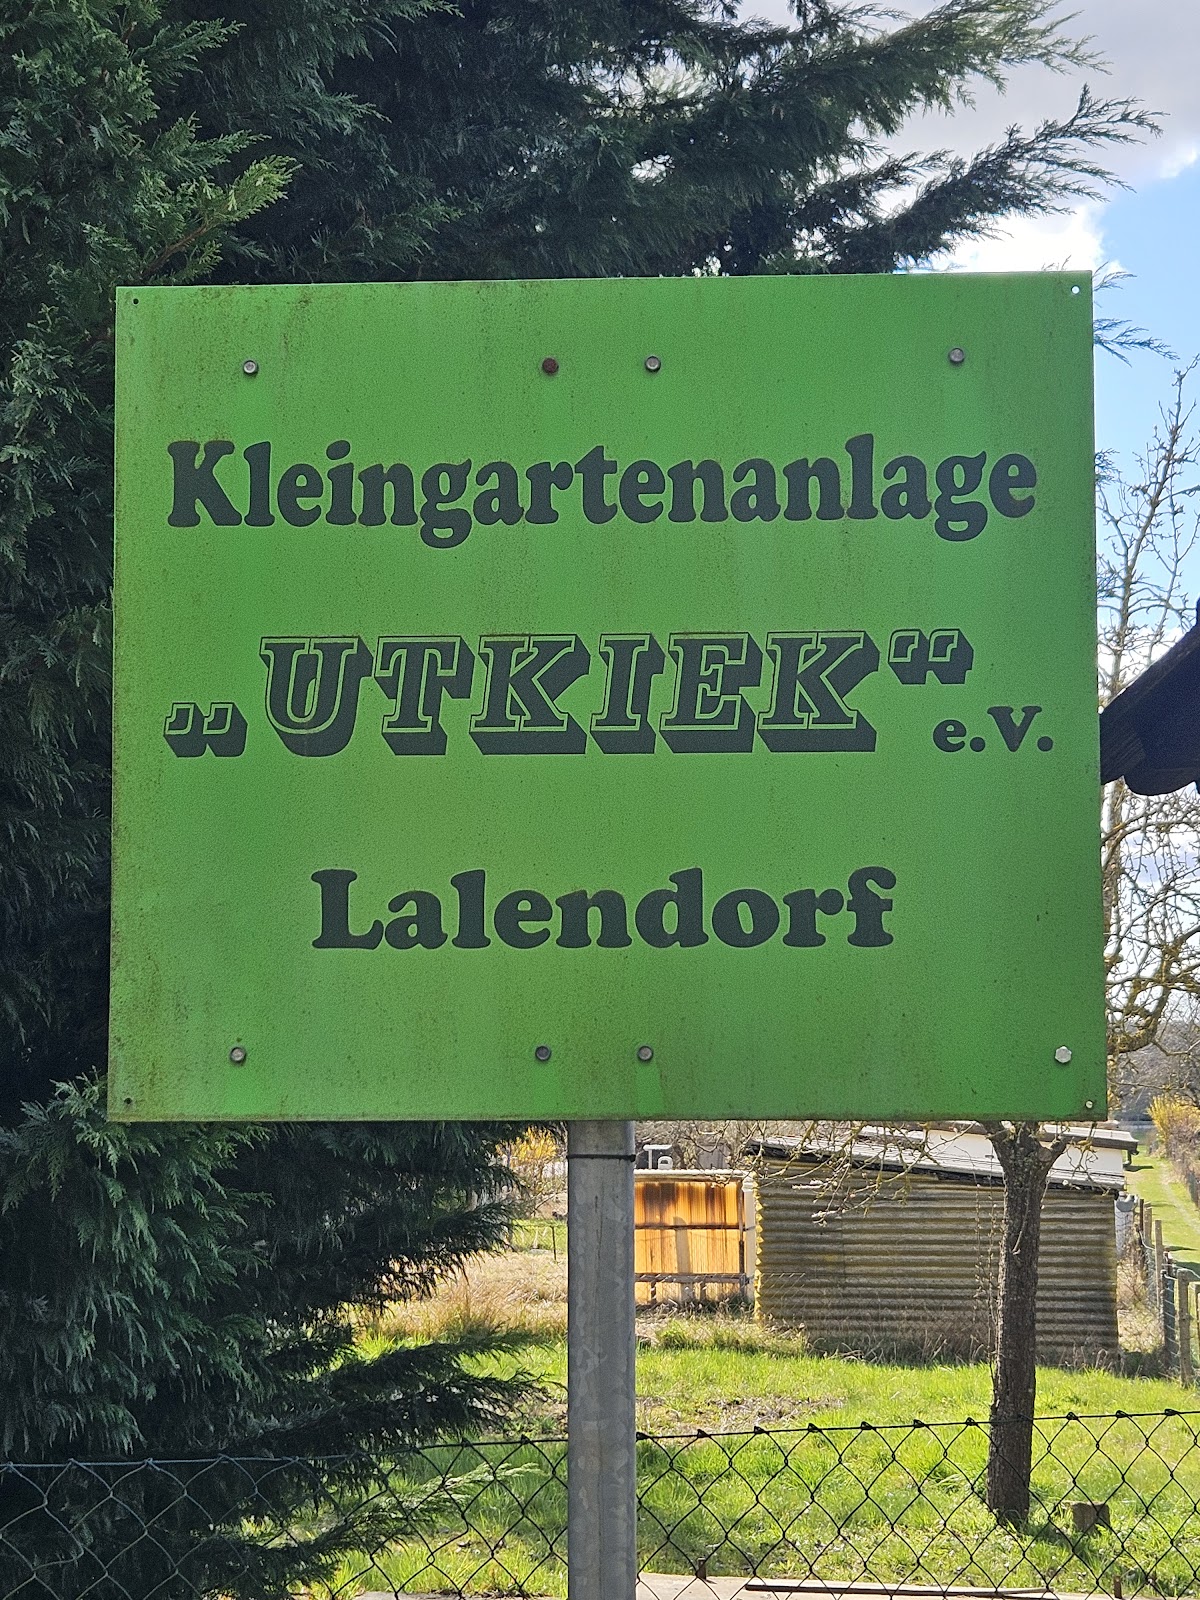 Kleingartenanlage
„UTKIEK“ e.V.
Lalendorf